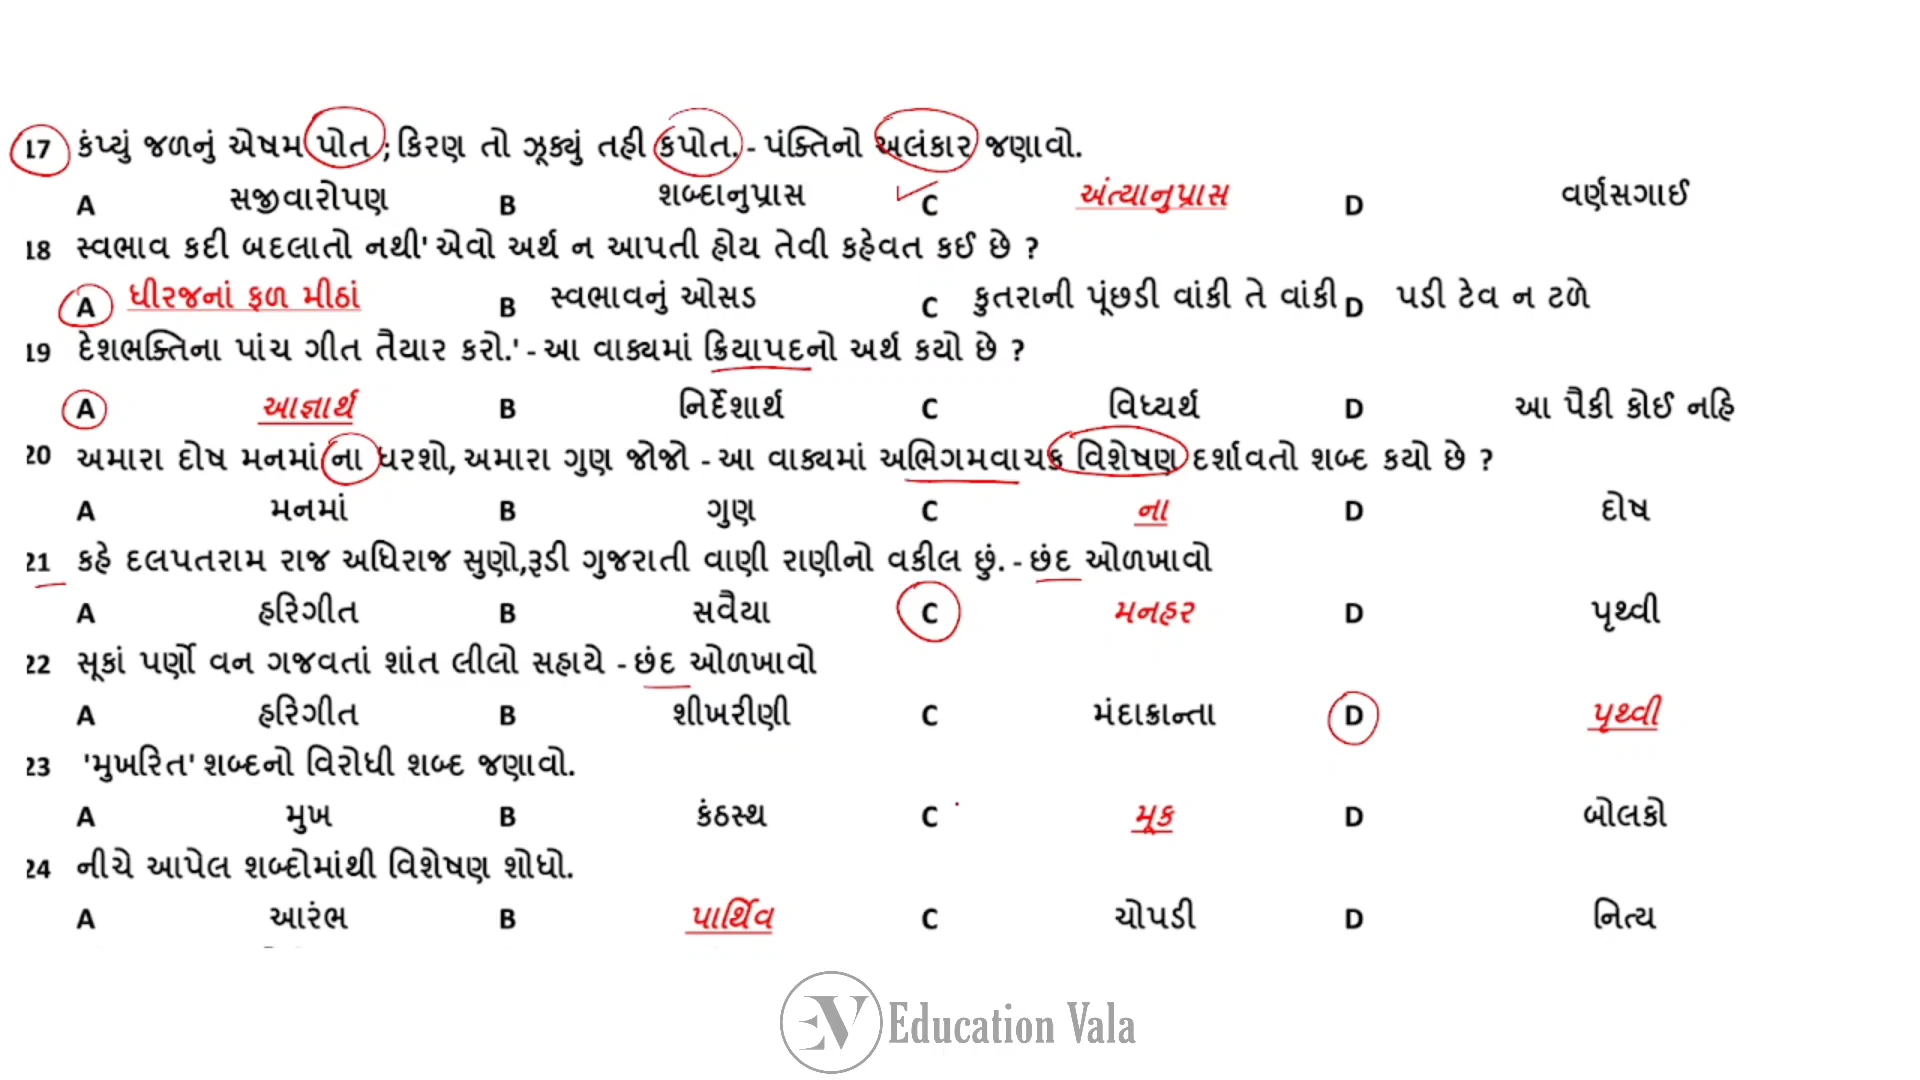 17 કંપ્યું જળનું એષમ પોત ; કિરણ તો ઝૂક્યું તહી કપોત. - પંક્તિનો અલંકાર જણાવો.
A સજીવારોપણ B શબ્દાનુપ્રાસ C અંત્યાનુપ્રાસ D વર્ણસગાઈ
18 સ્વભાવ કદી બદલાતો નથી' એવો અર્થ ન આપતી હોય તેવી કહેવત કઈ છે ?
A ધીરજનાં ફળ મીઠાં B સ્વભાવનું ઓસડ C કુતરાની પૂંછડી વાંકી તે વાંકી D પડી ટેવ ન ટળે
19 દેશભક્તિના પાંચ ગીત તૈયાર કરો.' - આ વાક્યમાં ક્રિયાપદનો અર્થ કયો છે ?
A આજ્ઞાર્થ B નિર્દેશાર્થ C વિધ્યર્થ D આ પૈકી કોઈ નહિ
20 અમારા દોષ મનમાં ના ધરશો, અમારા ગુણ જોજો - આ વાક્યમાં અભિગમવાચક વિશેષણ દર્શાવતો શબ્દ કયો છે ?
A મનમાં B ગુણ C ના D દોષ
21 કહે દલપતરામ રાજ અધિરાજ સુણો,રૂડી ગુજરાતી વાણી રાણીનો વકીલ છું. - છંદ ઓળખાવો
A હરિગીત B સવૈયા C મનહર D પૃથ્વી
22 સૂકાં પર્ણો વન ગજવતાં શાંત લીલો સહાયે - છંદ ઓળખાવો
A હરિગીત B શીખરીણી C મંદાક્રાન્તા D પૃથ્વી
23 'મુખરિત' શબ્દનો વિરોધી શબ્દ જણાવો.
A મુખ B કંઠસ્થ C મૂક D બોલકો
24 નીચે આપેલ શબ્દોમાંથી વિશેષણ શોધો.
A આરંભ B પાર્થિવ C ચોપડી D નિત્ય
EV Education Vala